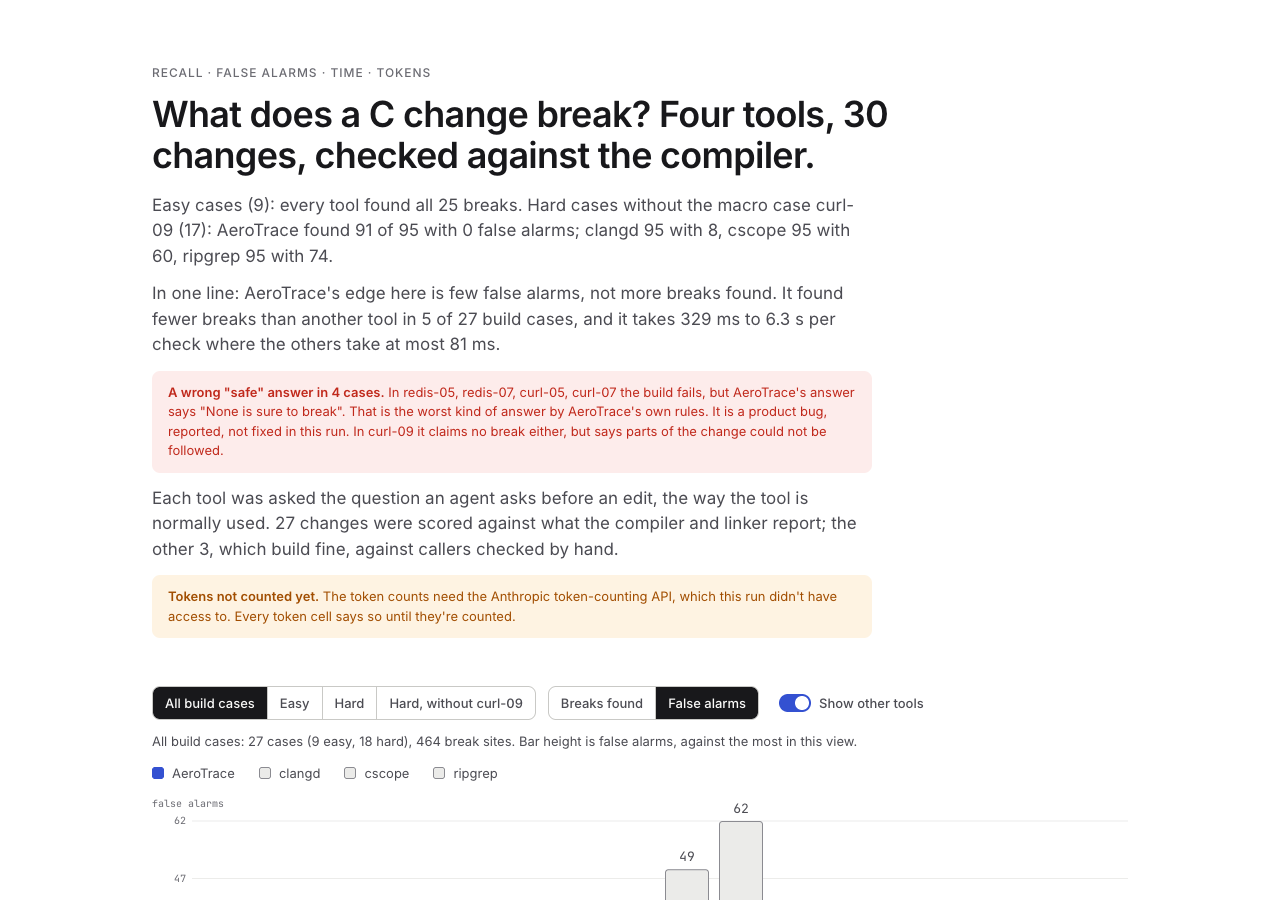 RECALL · FALSE ALARMS · TIME · TOKENS
What does a C change break? Four tools, 30
changes, checked against the compiler.
Easy cases (9): every tool found all 25 breaks. Hard cases without the macro case curl-
09 (17): AeroTrace found 91 of 95 with 0 false alarms; clangd 95 with 8, cscope 95 with
60, ripgrep 95 with 74.
In one line: AeroTrace's edge here is few false alarms, not more breaks found. It found
fewer breaks than another tool in 5 of 27 build cases, and it takes 329 ms to 6.3 s per
check where the others take at most 81 ms.
A wrong "safe" answer in 4 cases. In redis-05, redis-07, curl-05, curl-07 the build fails, but AeroTrace's answer
says "None is sure to break". That is the worst kind of answer by AeroTrace's own rules. It is a product bug,
reported, not fixed in this run. In curl-09 it claims no break either, but says parts of the change could not be
followed.
Each tool was asked the question an agent asks before an edit, the way the tool is
normally used. 27 changes were scored against what the compiler and linker report; the
other 3, which build fine, against callers checked by hand.
Tokens not counted yet. The token counts need the Anthropic token-counting API, which this run didn't have
access to. Every token cell says so until they're counted.
All build cases Easy Hard Hard, without curl-09 Breaks found False alarms Show other tools
All build cases: 27 cases (9 easy, 18 hard), 464 break sites. Bar height is false alarms, against the most in this view.
AeroTrace clangd cscope ripgrep
false alarms
62
62
49
47